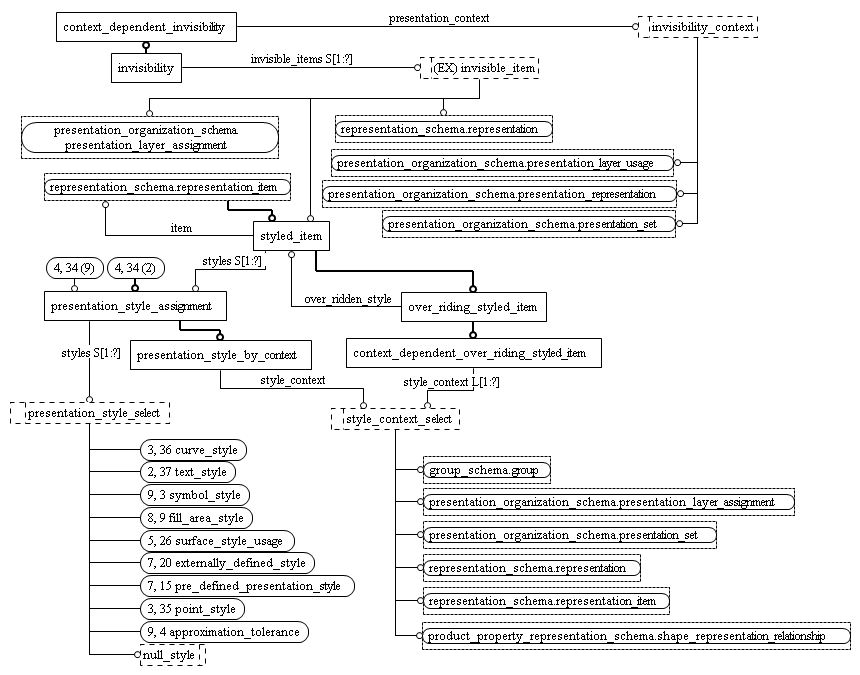 presentation_context
context_dependent_invisibility
invisibility_context
invisible_items S[1:?]
invisibility
(EX) invisible_item
presentation_organization_schema.
presentation_layer_assignment
representation_schema.representation
presentation_organization_schema.presentation_layer_usage
representation_schema.representation_item
presentation_organization_schema.presentation_representation
presentation_organization_schema.presentation_set
item
styled_item
styles S[1:?]
4, 34 (9)
4, 34 (2)
over_ridden_style
presentation_style_assignment
over_riding_styled_item
styles S[1:?]
presentation_style_by_context
context_dependent_over_riding_styled_item
style_context
style_context L[1:?]
presentation_style_select
style_context_select
3, 36 curve_style
2, 37 text_style
9, 3 symbol_style
8, 9 fill_area_style
5, 26 surface_style_usage
7, 20 externally_defined_style
7, 15 pre_defined_presentation_style
3, 35 point_style
9, 4 approximation_tolerance
null_style
group_schema.group
presentation_organization_schema.presentation_layer_assignment
presentation_organization_schema.presentation_set
representation_schema.representation
representation_schema.representation_item
product_property_representation_schema.shape_representation_relationship